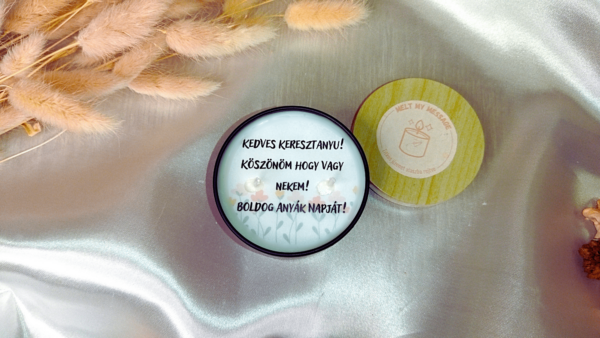 KEDVES KERESZTANYU!
KÖSZÖNÖM HOGY VAGY
NEKEM!
BOLDOG ANYÁK NAPJÁT!
MELT MY MESSAGE